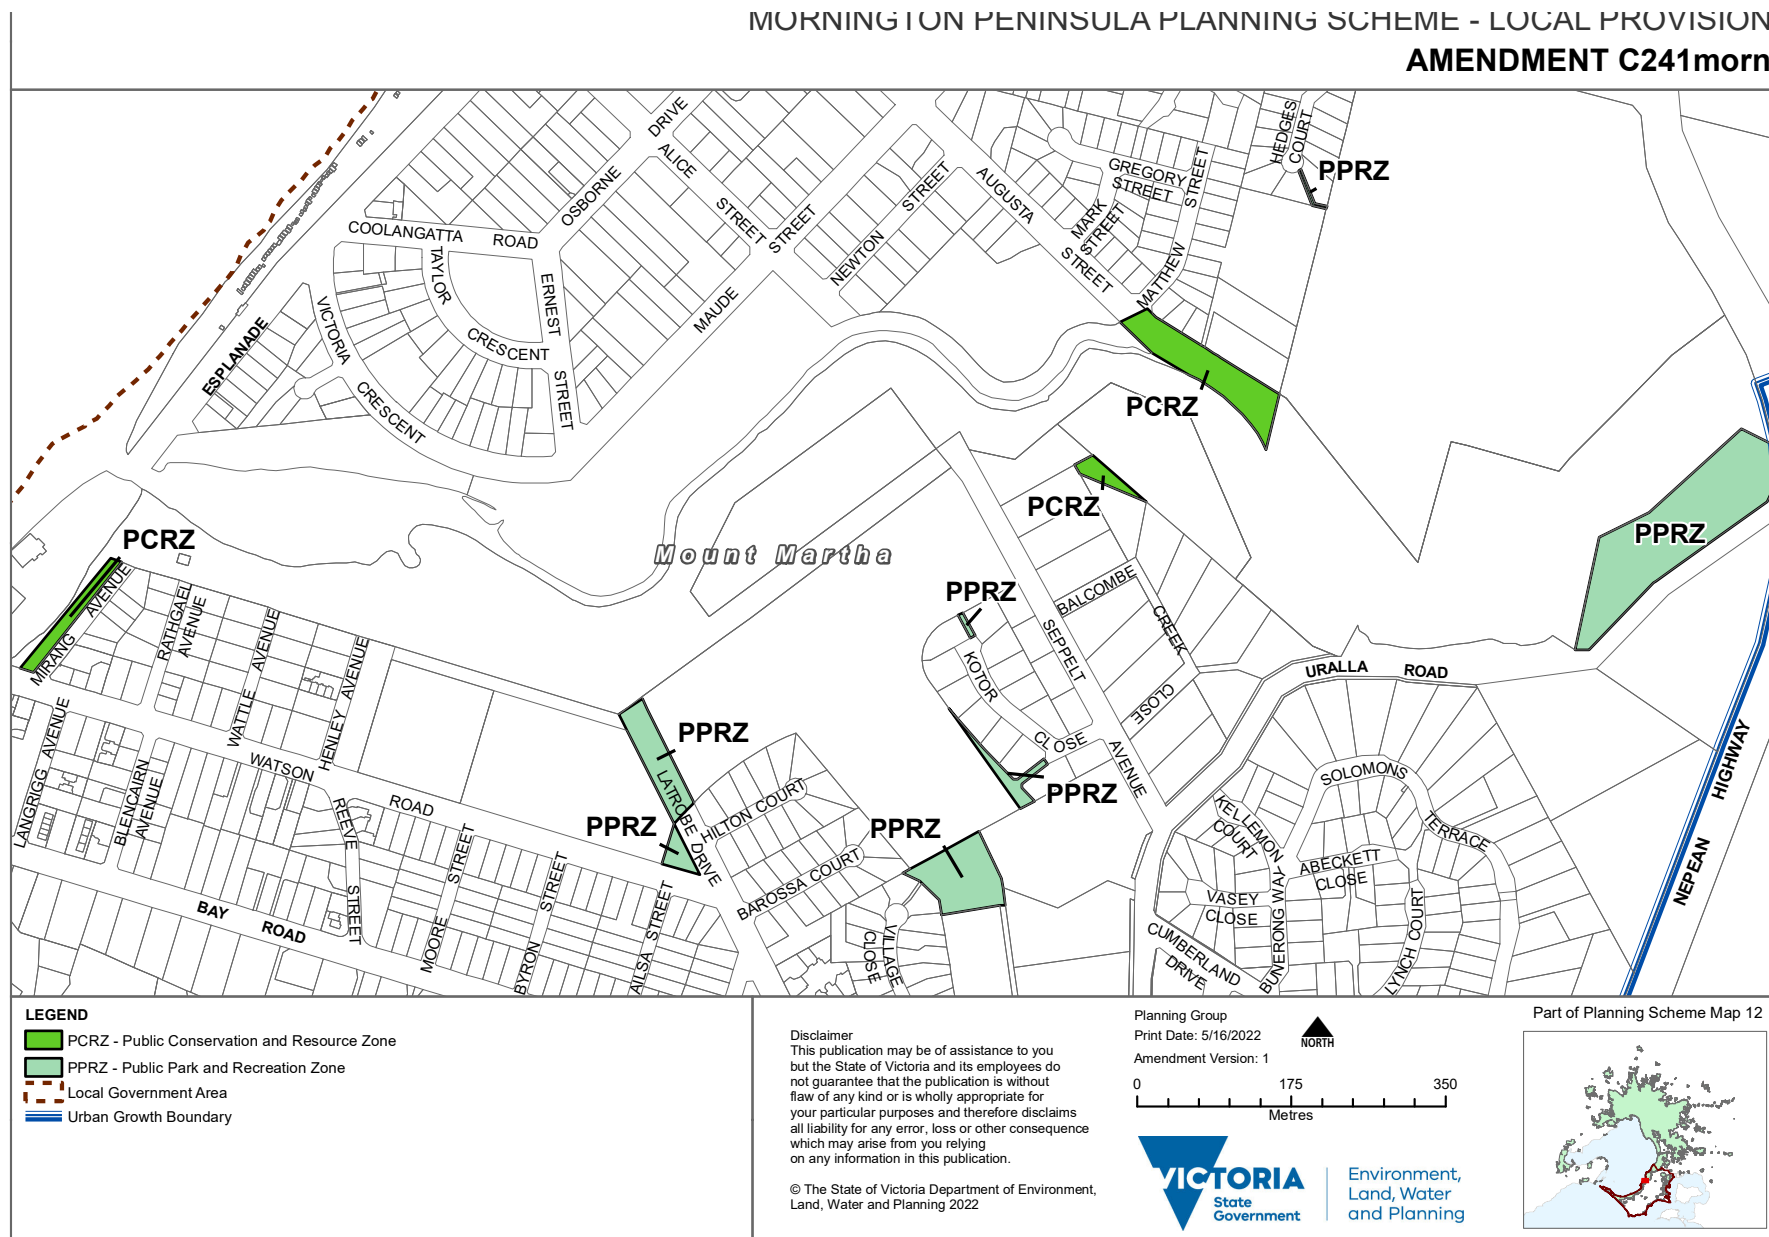 MORNINGTON PENINSULA PLANNING SCHEME - LOCAL PROVISION
AMENDMENT C241morn
HEDGES
COURT
PPRZ
DRIVE
ALICE
STREET
GREGORY
STREET
STREET
AUGUSTA
STREET
MARK
STREET
MATTHEW
OSBORNE
COOLANGATTA ROAD
STREET
NEWTON
STREET
TAYLOR
CRESCENT
ERNEST
STREET
MAUDE
VICTORIA
CRESCENT
ESPLANADE
PCRZ
PCRZ
PPRZ
PCRZ
Mount Martha
PPRZ
BALCOMBE
CREEK
CLOSE
SEPPELT
AVENUE
KOTOR
CLOSE
MIRANG
AVENUE
RATHGAEL
AVENUE
WATTLE
AVENUE
HENLEY AVENUE
URALLA ROAD
PPRZ
LATROBE DRIVE
PPRZ
PPRZ
PPRZ
HILTON COURT
BAROSSA COURT
LANGRIGG AVENUE
BLENCAIRN
AVENUE
WATSON
ROAD
REEVE
STREET
MOORE
STREET
BYRON
STREET
AILSA STREET
BAY
ROAD
VILLAGE
CLOSE
SOLOMONS
TERRACE
KELLEMON
COURT
ABECKETT
CLOSE
VASEY
CLOSE
BUNERONG WAY
LYNCH COURT
CUMBERLAND
DRIVE
NEPEAN HIGHWAY
LEGEND
PCRZ - Public Conservation and Resource Zone
PPRZ - Public Park and Recreation Zone
Local Government Area
Urban Growth Boundary
Disclaimer
This publication may be of assistance to you
but the State of Victoria and its employees do
not guarantee that the publication is without
flaw of any kind or is wholly appropriate for
your particular purposes and therefore disclaims
all liability for any error, loss or other consequence
which may arise from you relying
on any information in this publication.
© The State of Victoria Department of Environment,
Land, Water and Planning 2022
Planning Group
Print Date: 5/16/2022
Amendment Version: 1
NORTH
0 175 350
Metres
VICTORIA
State
Government
Environment,
Land, Water
and Planning
Part of Planning Scheme Map 12